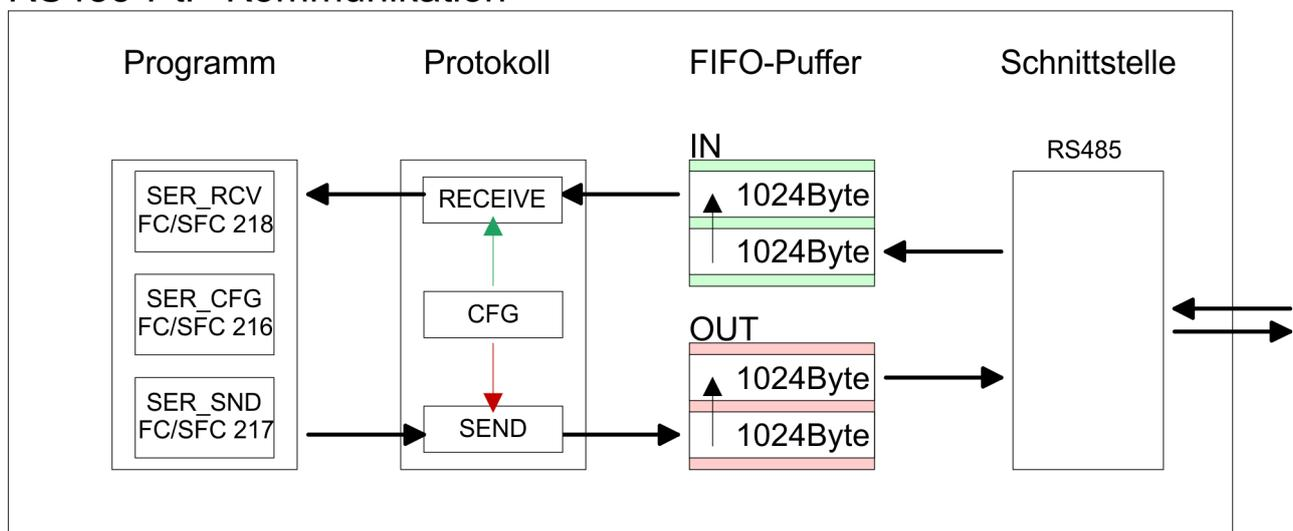 Programm
Protokoll
FIFO-Puffer
Schnittstelle
IN
RS485
SER_RCV
FC/SFC 218
RECEIVE
1024Byte
1024Byte
SER_CFG
FC/SFC 216
CFG
OUT
1024Byte
SER_SND
FC/SFC 217
SEND
1024Byte